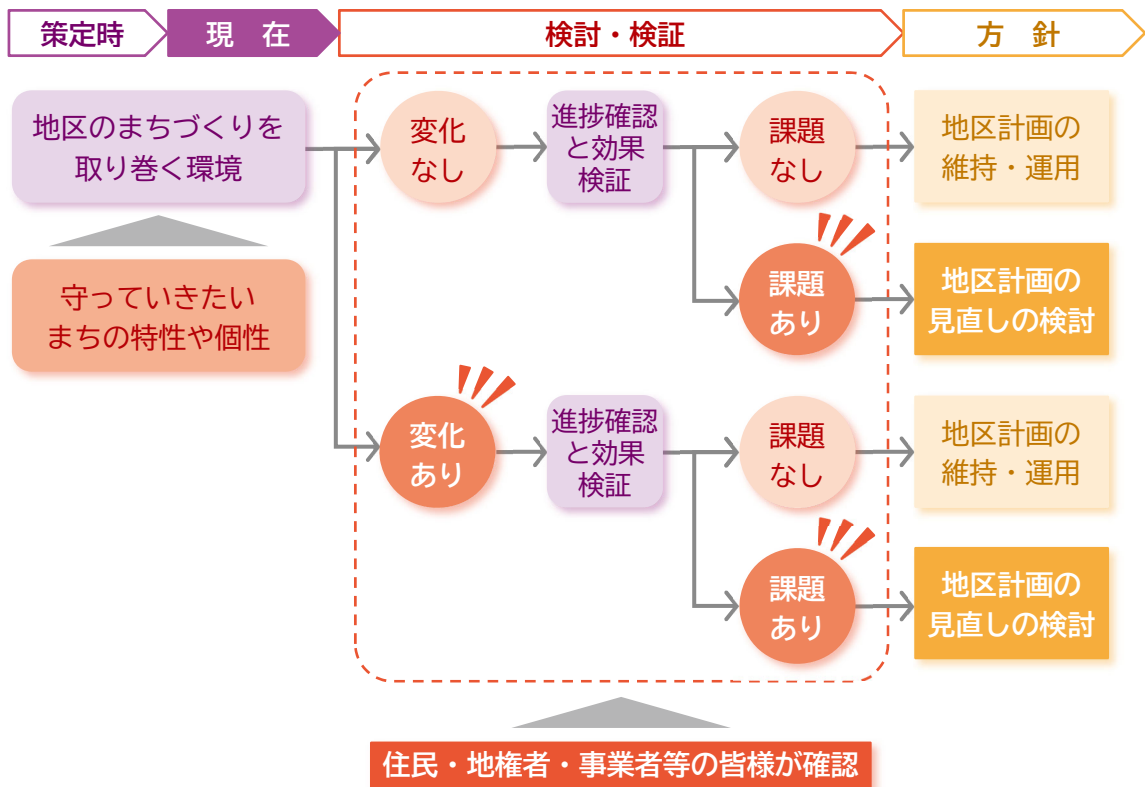 策定時
現　在
検討・検証
方　針
地区のまちづくりを
取り巻く環境
変化
なし
進捗確認
と効果
検証
課題
なし
地区計画の
維持・運用
守っていきたい
まちの特性や個性
課題
あり
地区計画の
見直しの検討
変化
あり
進捗確認
と効果
検証
課題
なし
地区計画の
維持・運用
課題
あり
地区計画の
見直しの検討
住民・地権者・事業者等の皆様が確認